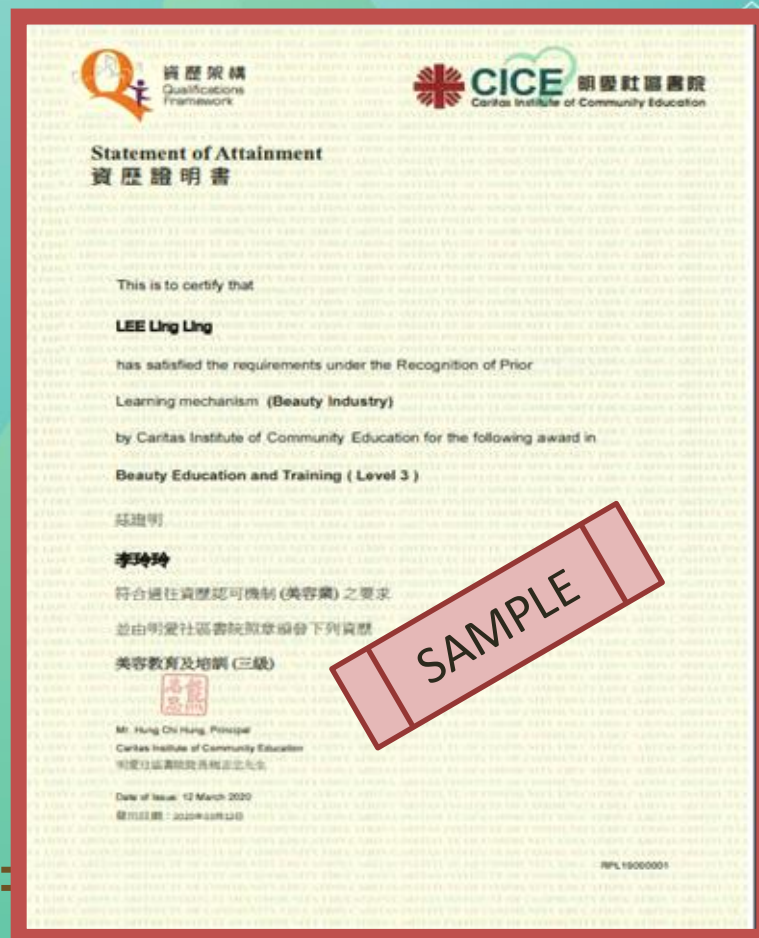 資歷架構
Qualifications
Framework
CICE 明愛社區書院
Caritas Institute of Community Education
Statement of Attainment
資歷證明書
This is to certify that
LEE Ling Ling
has satisfied the requirements under the Recognition of Prior
Learning mechanism (Beauty Industry)
by Caritas Institute of Community Education for the following award in
Beauty Education and Training ( Level 3 )
茲證明
李玲玲
符合過往資歷認可機制 (美容業) 之要求
並由明愛社區書院照章頒發下列資歷
美容教育及培訓 (三級)
SAMPLE
Mr. Hung Chi Hung, Principal
Caritas Institute of Community Education
Date of Issue: 12 March 2020
RPL19000001